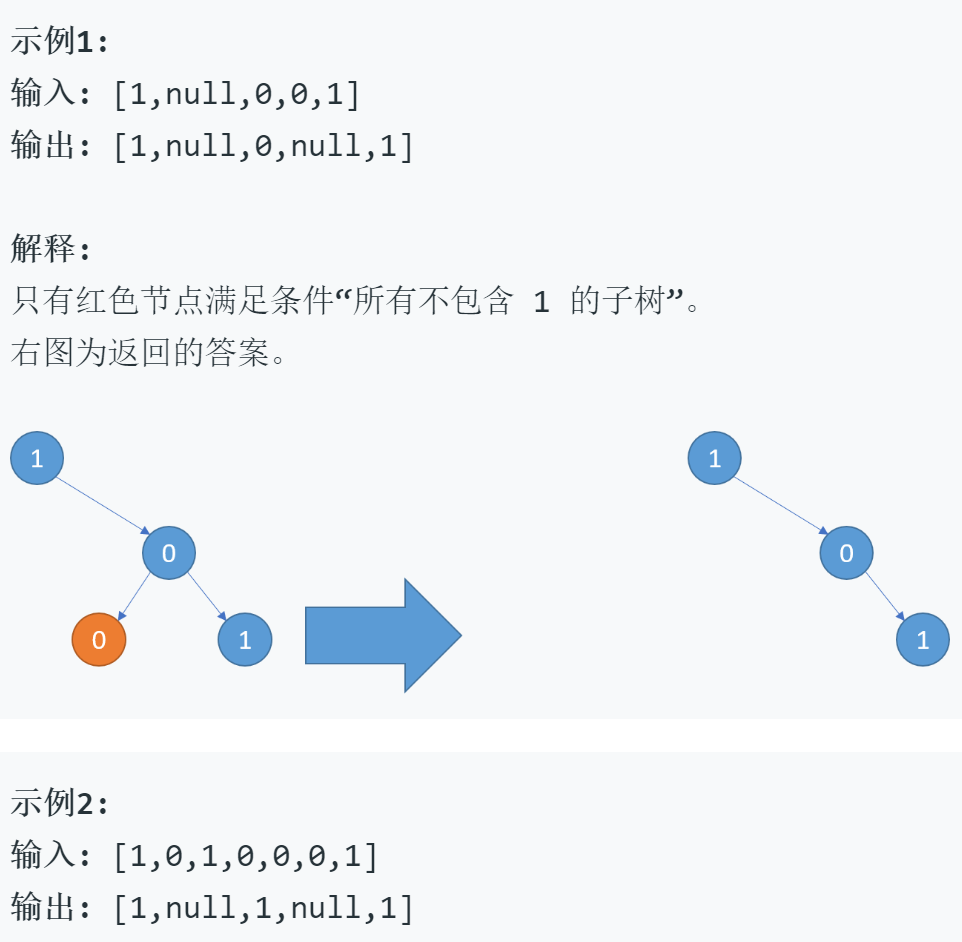 示例1:
输入: [1,null,0,0,1]
输出: [1,null,0,null,1]
解释:
只有红色节点满足条件“所有不包含 1 的子树”。
右图为返回的答案。
1
1
0
0
0
1
1
示例2:
输入: [1,0,1,0,0,0,1]
输出: [1,null,1,null,1]